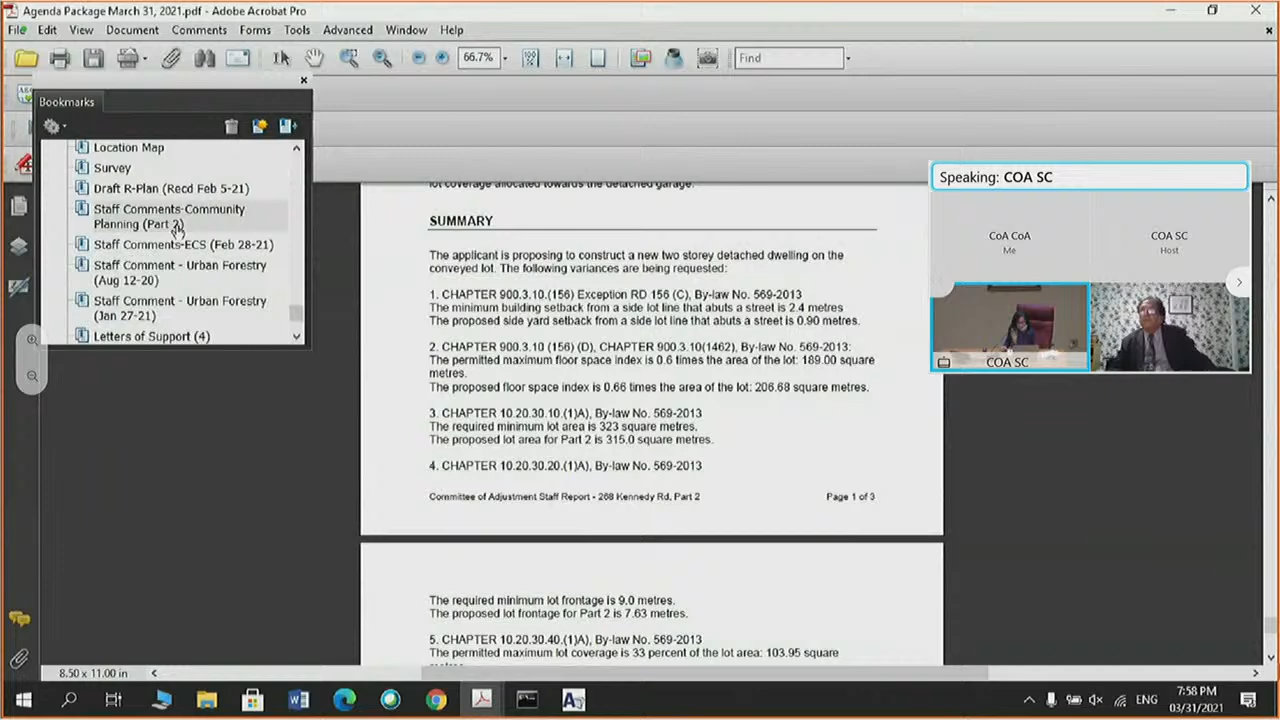 Agenda Package March 31, 2021.pdf - Adobe Acrobat Pro
File Edit View Document Comments Forms Tools Advanced Window Help
66.7% Find
Bookmarks
Location Map
Survey
Draft R-Plan (Recd Feb 5-21)
Staff Comments-Community
Planning (Part 2)
Staff Comments-ECS (Feb 28-21)
Staff Comment - Urban Forestry
(Aug 12-20)
Staff Comment - Urban Forestry
(Jan 27-21)
Letters of Support (4)
lot coverage allocated towards the detached garage.
SUMMARY
The applicant is proposing to construct a new two storey detached dwelling on the
conveyed lot. The following variances are being requested:
1. CHAPTER 900.3.10.(156) Exception RD 156 (C), By-law No. 569-2013
The minimum building setback from a side lot line that abuts a street is 2.4 metres
The proposed side yard setback from a side lot line that abuts a street is 0.90 metres.
2. CHAPTER 900.3.10 (156) (D), CHAPTER 900.3.10(1462), By-law No. 569-2013:
The permitted maximum floor space index is 0.6 times the area of the lot: 189.00 square
metres.
The proposed floor space index is 0.66 times the area of the lot: 206.68 square metres.
3. CHAPTER 10.20.30.10.(1)A), By-law No. 569-2013
The required minimum lot area is 323 square metres.
The proposed lot area for Part 2 is 315.0 square metres.
4. CHAPTER 10.20.30.20.(1)A), By-law No. 569-2013
Committee of Adjustment Staff Report - 268 Kennedy Rd, Part 2 Page 1 of 3
The required minimum lot frontage is 9.0 metres.
The proposed lot frontage for Part 2 is 7.63 metres.
5. CHAPTER 10.20.30.40.(1)A), By-law No. 569-2013
The permitted maximum lot coverage is 33 percent of the lot area: 103.95 square
Speaking: COA SC
CoA CoA
Me
COA SC
Host
COA SC
8.50 x 11.00 in
ENG
7:58 PM
03/31/2021